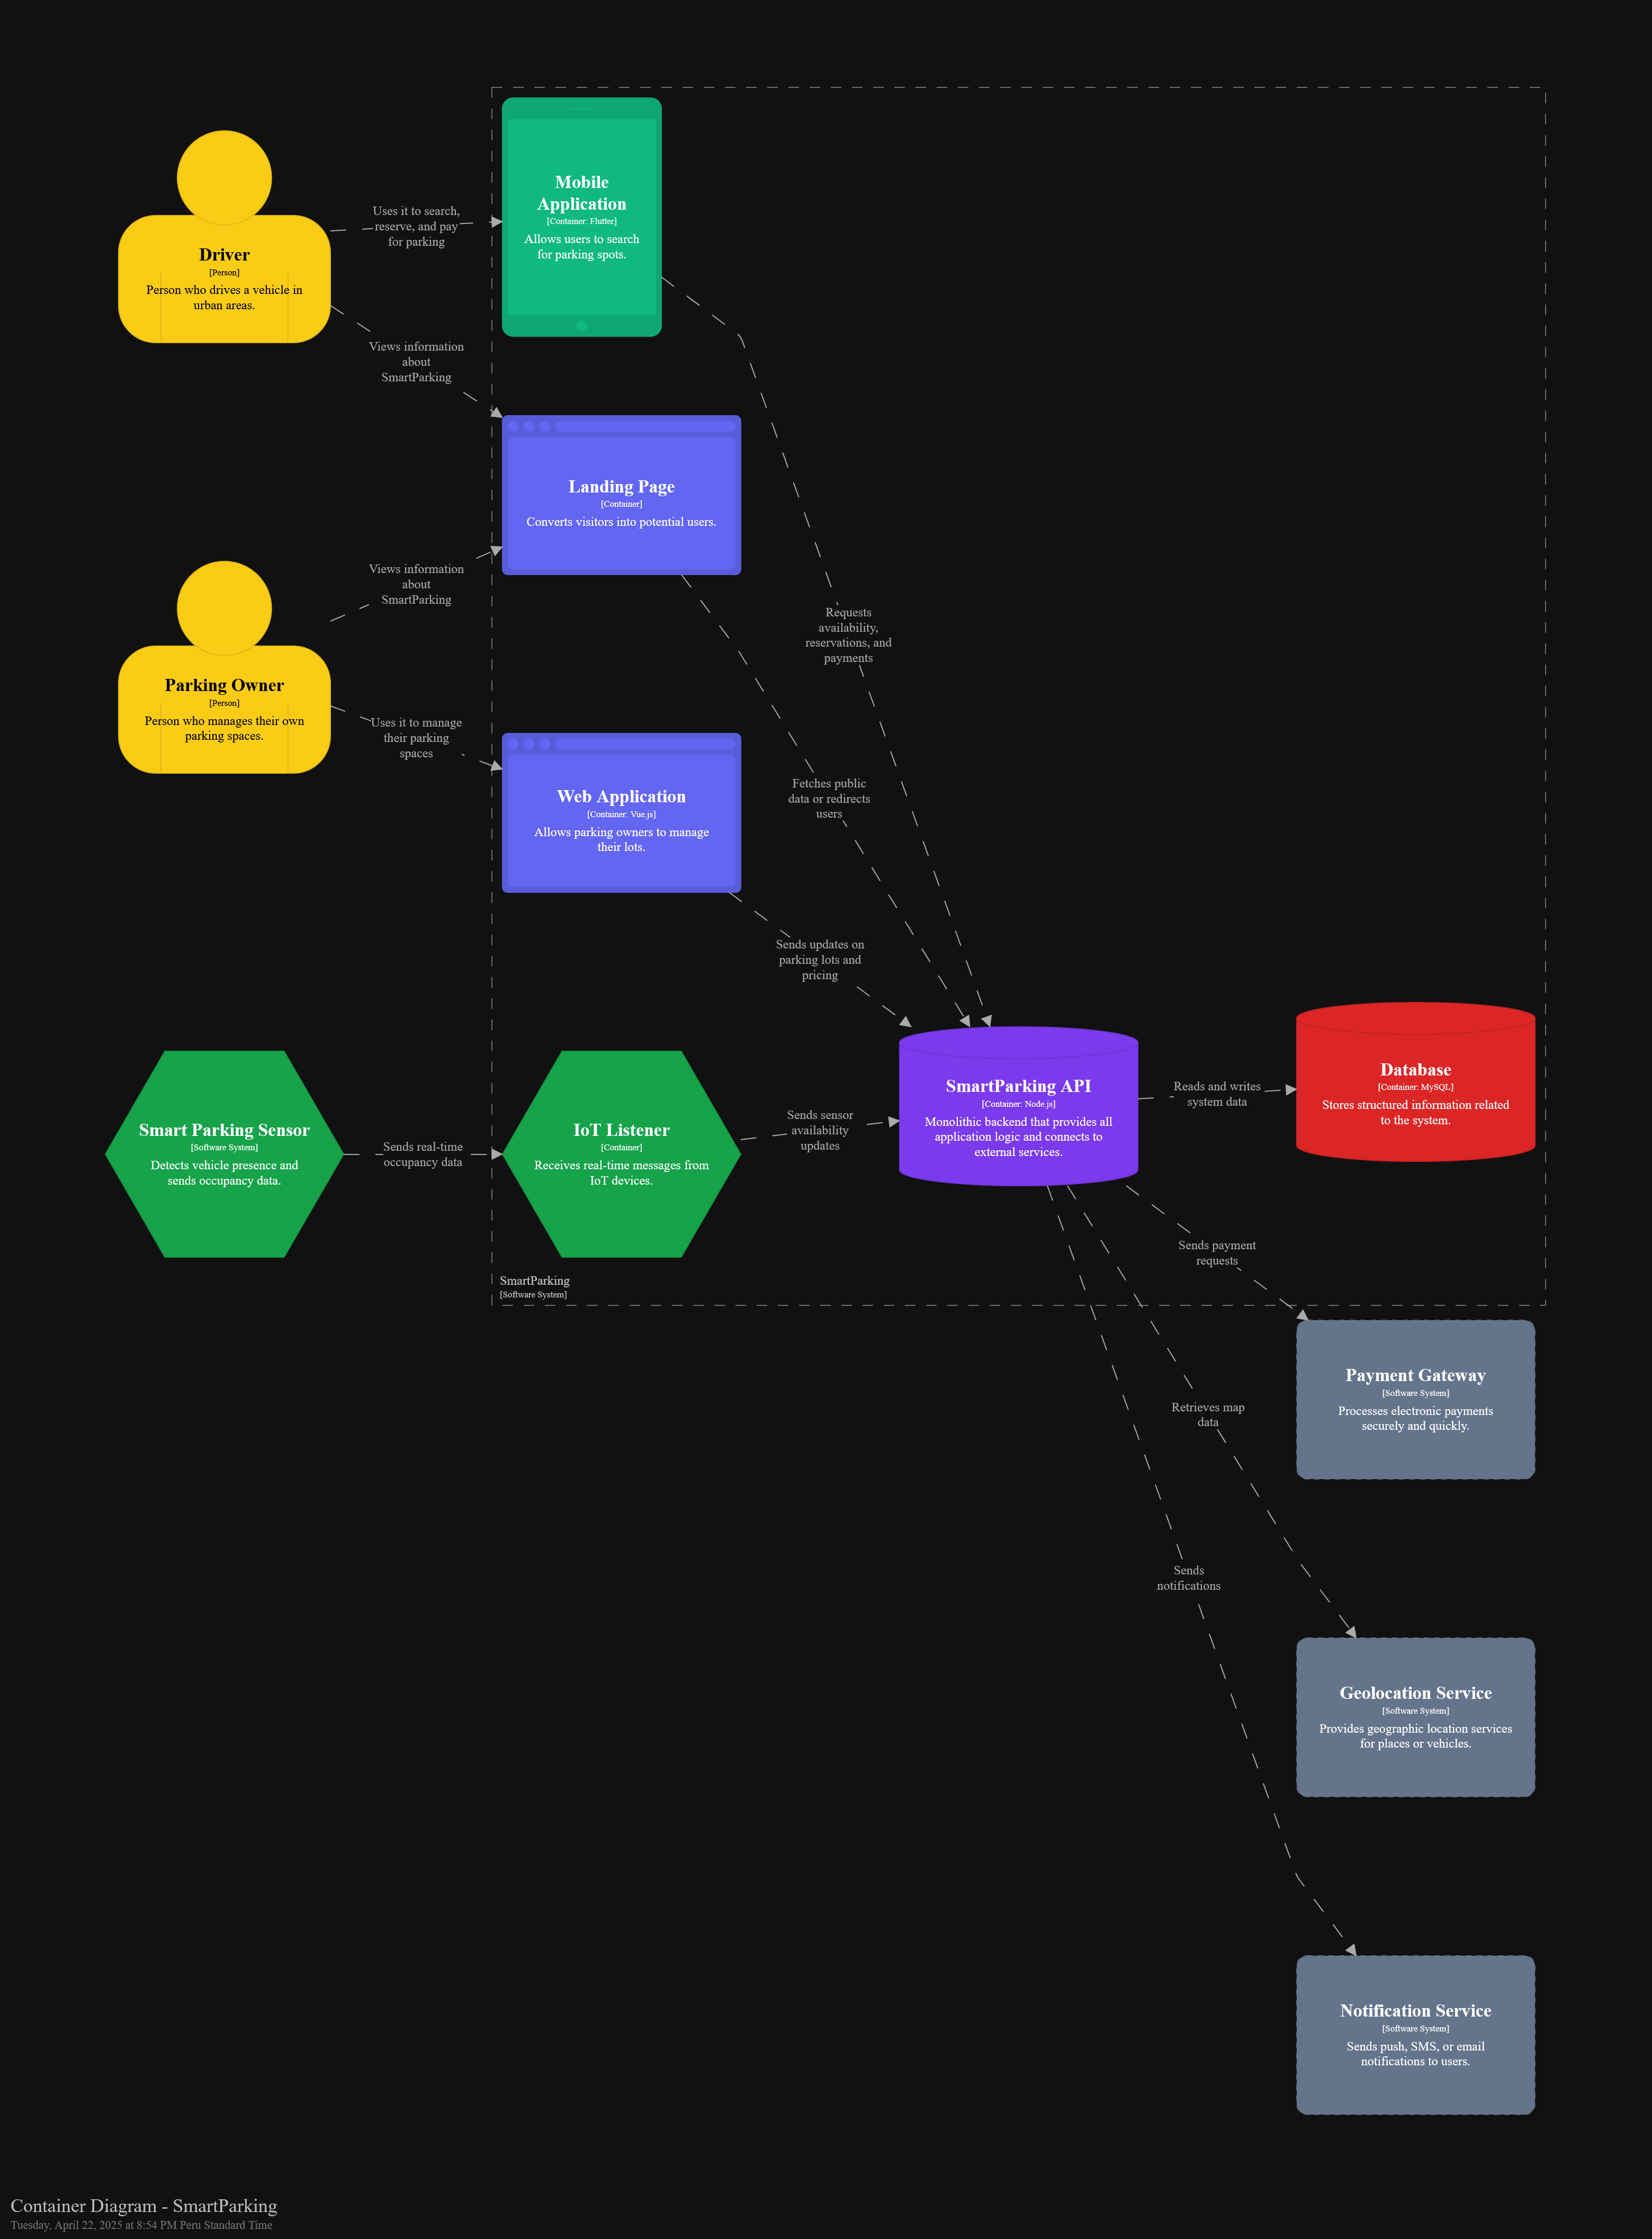 Driver
[Person]
Person who drives a vehicle in
urban areas.
Uses it to search,
reserve, and pay
for parking
Mobile
Application
[Container: Flutter]
Allows users to search
for parking spots.
Views information
about
SmartParking
Landing Page
[Container]
Converts visitors into potential users.
Views information
about
SmartParking
Parking Owner
[Person]
Person who manages their own
parking spaces.
Uses it to manage
their parking
spaces
Web Application
[Container: Vue.js]
Allows parking owners to manage
their lots.
Requests
availability,
reservations, and
payments
Fetches public
data or redirects
users
Sends updates on
parking lots and
pricing
Smart Parking Sensor
[Software System]
Detects vehicle presence and
sends occupancy data.
Sends real-time
occupancy data
IoT Listener
[Container]
Receives real-time messages from
IoT devices.
Sends sensor
availability
updates
SmartParking API
[Container: Node.js]
Monolithic backend that provides all
application logic and connects to
external services.
Reads and writes
system data
Database
[Container: MySQL]
Stores structured information related
to the system.
SmartParking
[Software System]
Sends payment
requests
Payment Gateway
[Software System]
Processes electronic payments
securely and quickly.
Retrieves map
data
Geolocation Service
[Software System]
Provides geographic location services
for places or vehicles.
Sends
notifications
Notification Service
[Software System]
Sends push, SMS, or email
notifications to users.
Container Diagram - SmartParking
Tuesday, April 22, 2025 at 8:54 PM Peru Standard Time